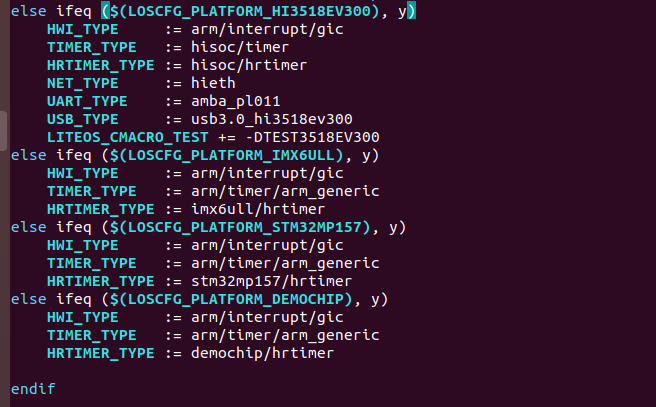 else ifeq ($(LOSCFG_PLATFORM_HI3518EV300), y)
    HWI_TYPE     := arm/interrupt/gic
    TIMER_TYPE   := hisoc/timer
    HRTIMER_TYPE := hisoc/hrtimer
    NET_TYPE     := hieth
    UART_TYPE    := amba_pl011
    USB_TYPE     := usb3.0_hi3518ev300
    LITEOS_CMACRO_TEST += -DTEST3518EV300
else ifeq ($(LOSCFG_PLATFORM_IMX6ULL), y)
    HWI_TYPE     := arm/interrupt/gic
    TIMER_TYPE   := arm/timer/arm_generic
    HRTIMER_TYPE := imx6ull/hrtimer
else ifeq ($(LOSCFG_PLATFORM_STM32MP157), y)
    HWI_TYPE     := arm/interrupt/gic
    TIMER_TYPE   := arm/timer/arm_generic
    HRTIMER_TYPE := stm32mp157/hrtimer
else ifeq ($(LOSCFG_PLATFORM_DEMOCHIP), y)
    HWI_TYPE     := arm/interrupt/gic
    TIMER_TYPE   := arm/timer/arm_generic
    HRTIMER_TYPE := demochip/hrtimer

endif